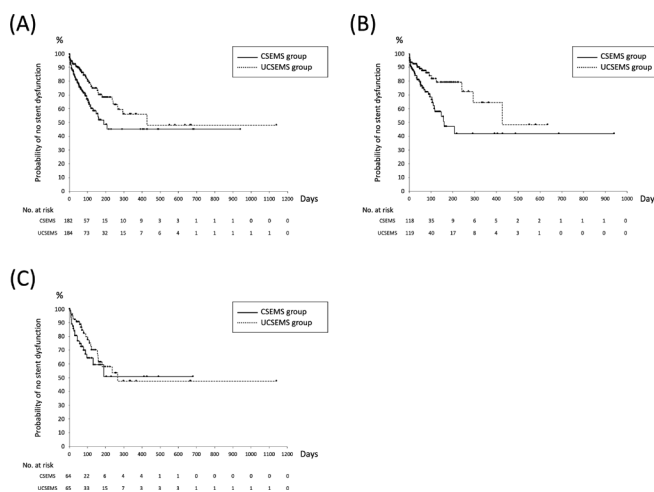 (A)
%
CSEMS group
UCSEMS group
Probability of no stent dysfunction
100
90
80
70
60
50
40
30
20
10
0
0 100 200 300 400 500 600 700 800 900 1000 1100 1200 Days
No. at risk
CSEMS 182 57 15 10 9 3 3 1 1 1 0 0 0
UCSEMS 184 73 32 15 7 6 4 1 1 1 1 1 0
(B)
%
CSEMS group
UCSEMS group
Probability of no stent dysfunction
100
90
80
70
60
50
40
30
20
10
0
0 100 200 300 400 500 600 700 800 900 1000 Days
No. at risk
CSEMS 118 35 9 6 5 2 2 1 1 1 0
UCSEMS 119 40 17 8 4 3 1 0 0 0 0
(C)
%
CSEMS group
UCSEMS group
Probability of no stent dysfunction
100
90
80
70
60
50
40
30
20
10
0
0 100 200 300 400 500 600 700 800 900 1000 1100 1200 Days
No. at risk
CSEMS 64 22 6 4 4 1 1 0 0 0 0 0 0
UCSEMS 65 33 15 7 3 3 3 1 1 1 1 1 0